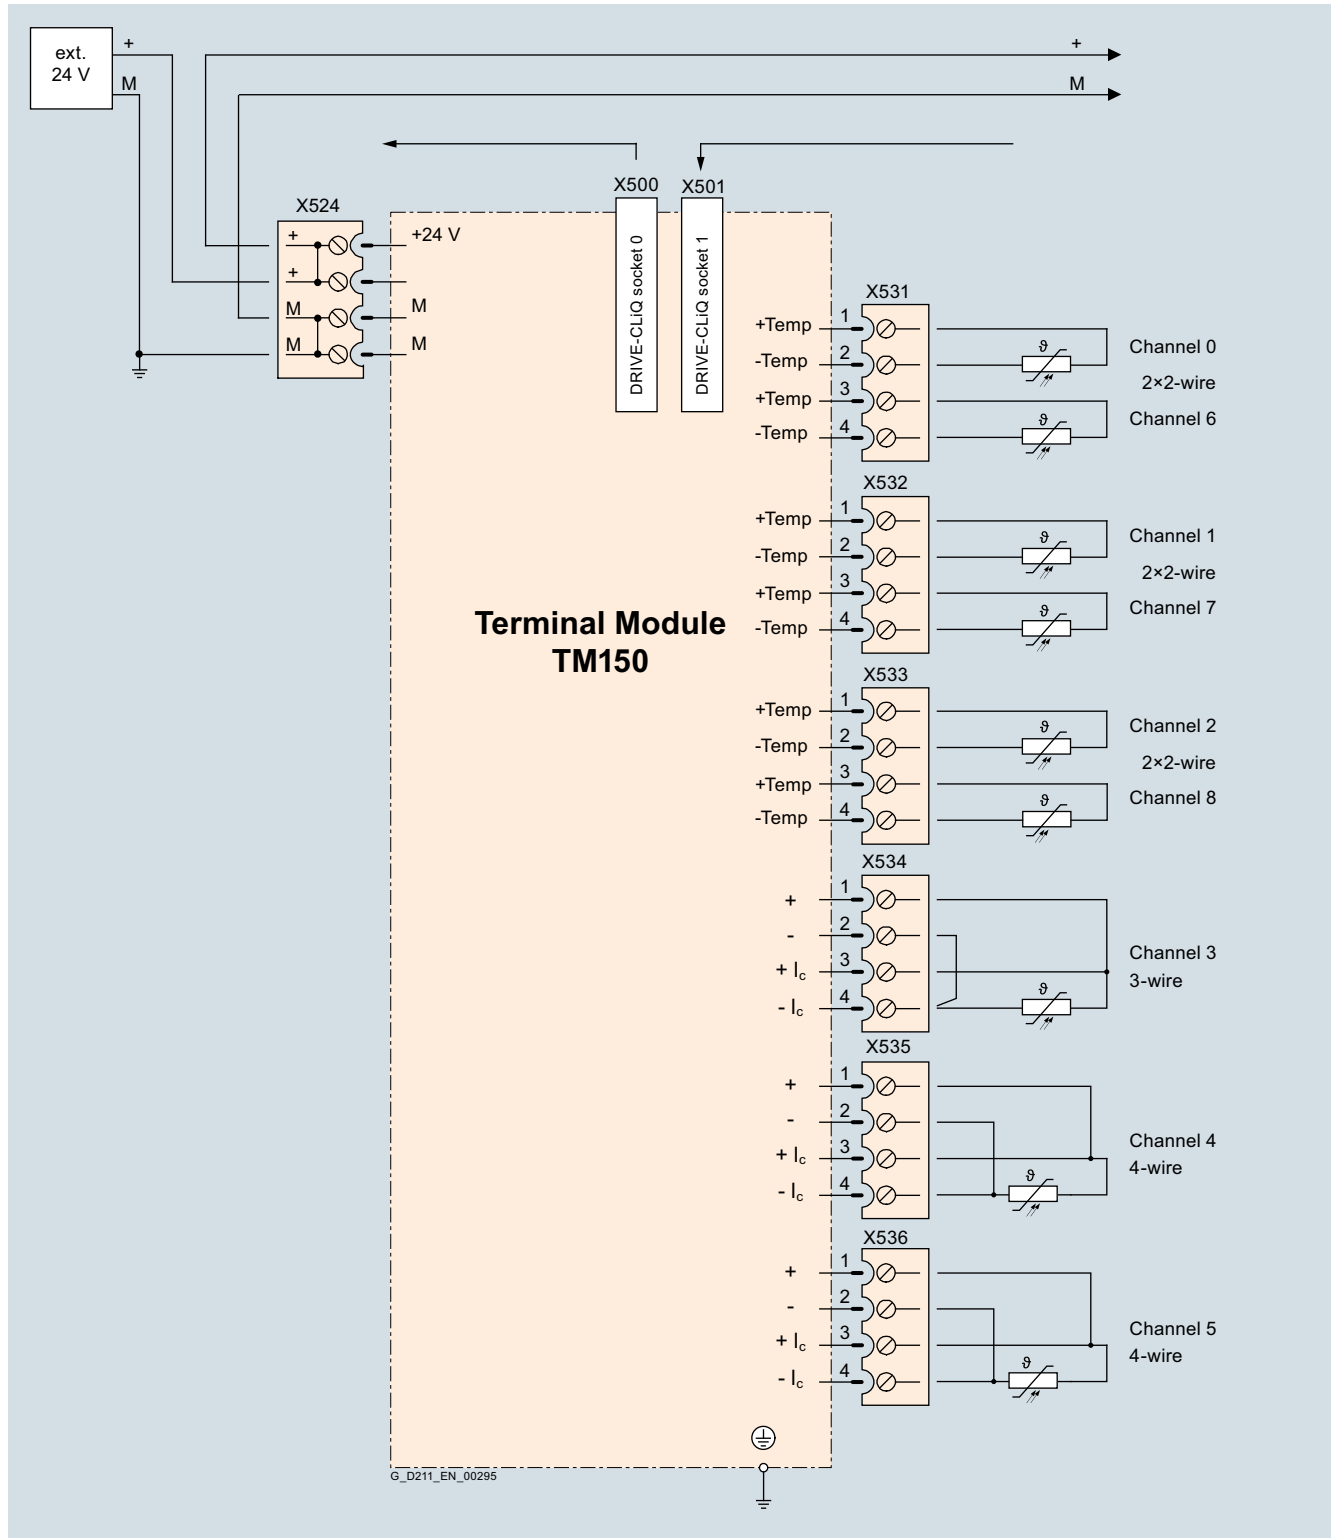 ext.
24 V
+
M
+
M
X500
X501
X524
+
+
M
M
+24 V
M
M
DRIVE-CLiQ socket 0
DRIVE-CLiQ socket 1
Terminal Module
TM150
X531
+Temp 1
-Temp 2
+Temp 3
-Temp 4
ϑ
ϑ
Channel 0
2×2-wire
Channel 6
X532
+Temp 1
-Temp 2
+Temp 3
-Temp 4
ϑ
ϑ
Channel 1
2×2-wire
Channel 7
X533
+Temp 1
-Temp 2
+Temp 3
-Temp 4
ϑ
ϑ
Channel 2
2×2-wire
Channel 8
X534
+ 1
- 2
+ Ic 3
- Ic 4
ϑ
Channel 3
3-wire
X535
+ 1
- 2
+ Ic 3
- Ic 4
ϑ
Channel 4
4-wire
X536
+ 1
- 2
+ Ic 3
- Ic 4
ϑ
Channel 5
4-wire
G_D211_EN_00295